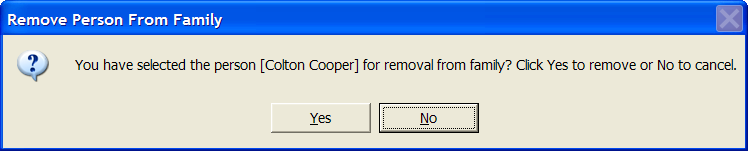 Remove Person From Family
You have selected the person [Colton Cooper] for removal from family? Click Yes to remove or No to cancel.
Yes
No